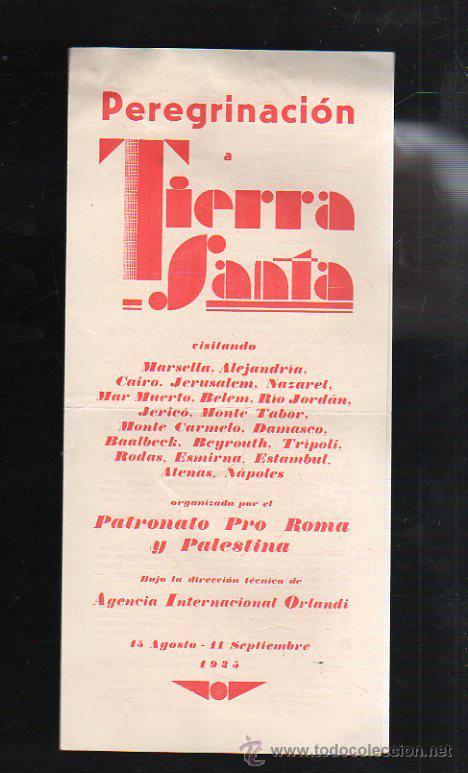 Peregrinación
a
Tierra
Santa
visitando
Marsella, Alejandría,
Cairo, Jerusalem, Nazaret,
Mar Muerto, Belem, Río Jordán,
Jericó, Monte Tabor,
Monte Carmelo, Damasco,
Baalbeck, Beyrouth, Trípoli,
Rodas, Esmirna, Estambul,
Atenas, Nápoles
organizada por el
Patronato Pro Roma
y Palestina
Bajo la dirección técnica de
Agencia Internacional Orlandi
15 Agosto - 11 Septiembre
1935
www.todocoleccion.net